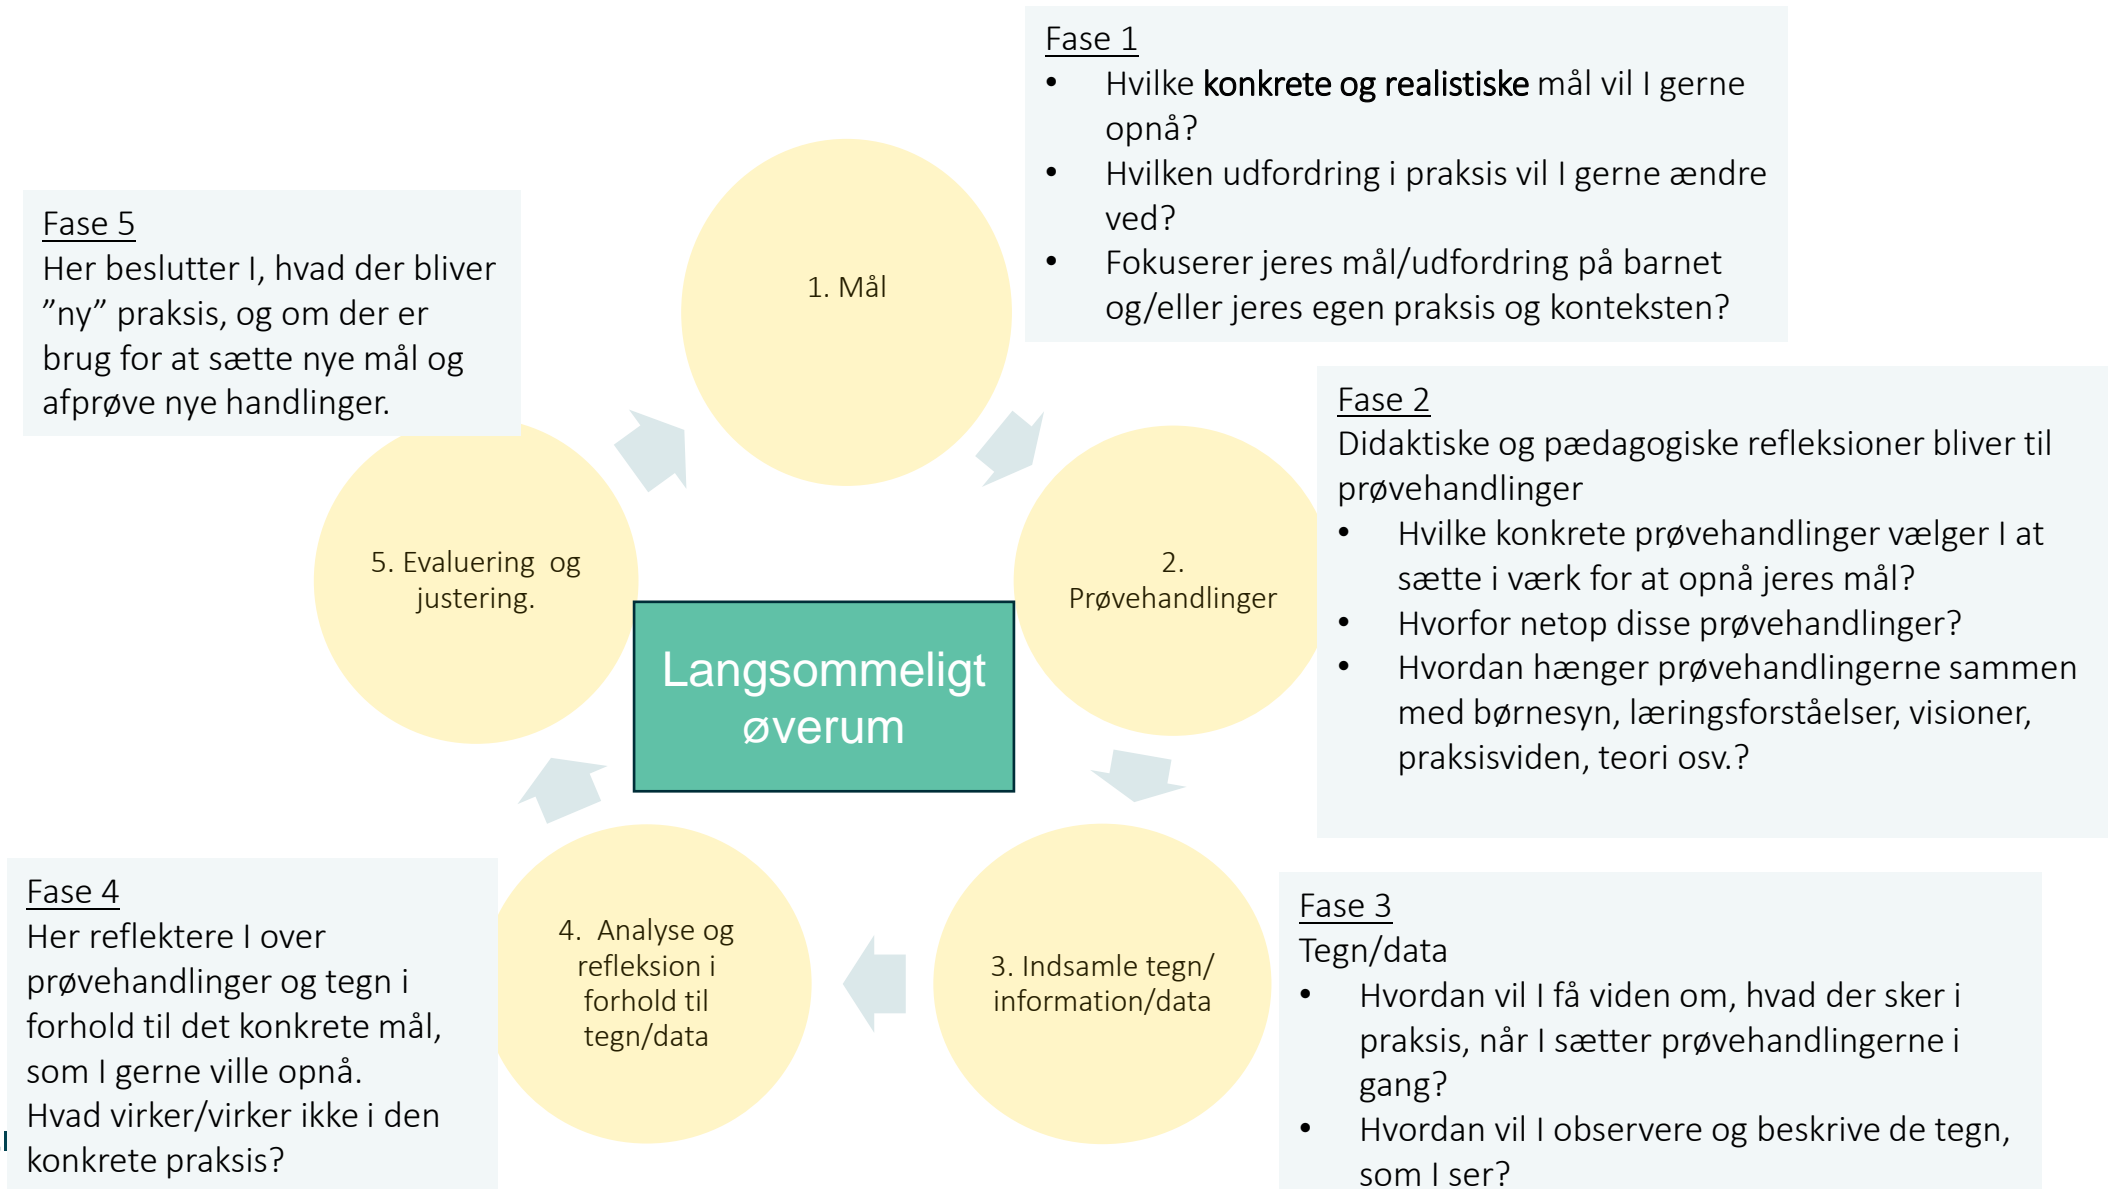 Fase 1
• Hvilke konkrete og realistiske mål vil I gerne
opnå?
• Hvilken udfordring i praksis vil I gerne ændre
ved?
• Fokuserer jeres mål/udfordring på barnet
og/eller jeres egen praksis og konteksten?
1. Mål
Fase 2
Didaktiske og pædagogiske refleksioner bliver til
prøvehandlinger
• Hvilke konkrete prøvehandlinger vælger I at
sætte i værk for at opnå jeres mål?
• Hvorfor netop disse prøvehandlinger?
• Hvordan hænger prøvehandlingerne sammen
med børnesyn, læringsforståelser, visioner,
praksisviden, teori osv.?
2.
Prøvehandlinger
Fase 3
Tegn/data
• Hvordan vil I få viden om, hvad der sker i
praksis, når I sætter prøvehandlingerne i
gang?
• Hvordan vil I observere og beskrive de tegn,
som I ser?
3. Indsamle tegn/
information/data
Fase 4
Her reflektere I over
prøvehandlinger og tegn i
forhold til det konkrete mål,
som I gerne ville opnå.
Hvad virker/virker ikke i den
konkrete praksis?
4. Analyse og
refleksion i
forhold til
tegn/data
Fase 5
Her beslutter I, hvad der bliver
”ny” praksis, og om der er
brug for at sætte nye mål og
afprøve nye handlinger.
5. Evaluering og
justering.
Langsommeligt
øverum